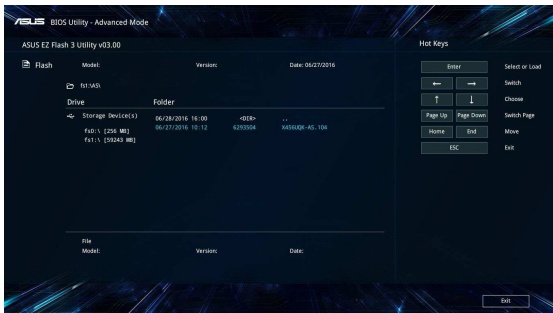 ASUS BIOS Utility - Advanced Mode
ASUS EZ Flash 3 Utility v03.00
Hot Keys
Flash Model: Version: Date: 06/27/2016
fs1:\AS\
Drive Folder
Storage Device(s)
fs0:\ [256 MB]
fs1:\ [59243 MB]
06/28/2016 16:00 <DIR> ..
06/27/2016 10:12 6293504 X456UQK-AS.104
File
Model: Version: Date:
Enter Select or Load
← → Switch
↑ ↓ Choose
Page Up Page Down Switch Page
Home End Move
ESC Exit
Exit